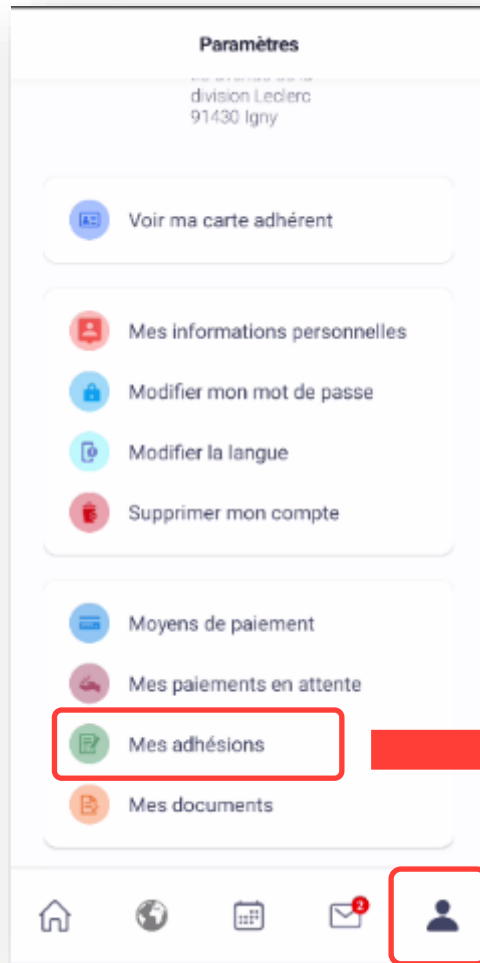 Paramètres
division Leclerc
91430 Igny
Voir ma carte adhérent
Mes informations personnelles
Modifier mon mot de passe
Modifier la langue
Supprimer mon compte
Moyens de paiement
Mes paiements en attente
Mes adhésions
Mes documents
2